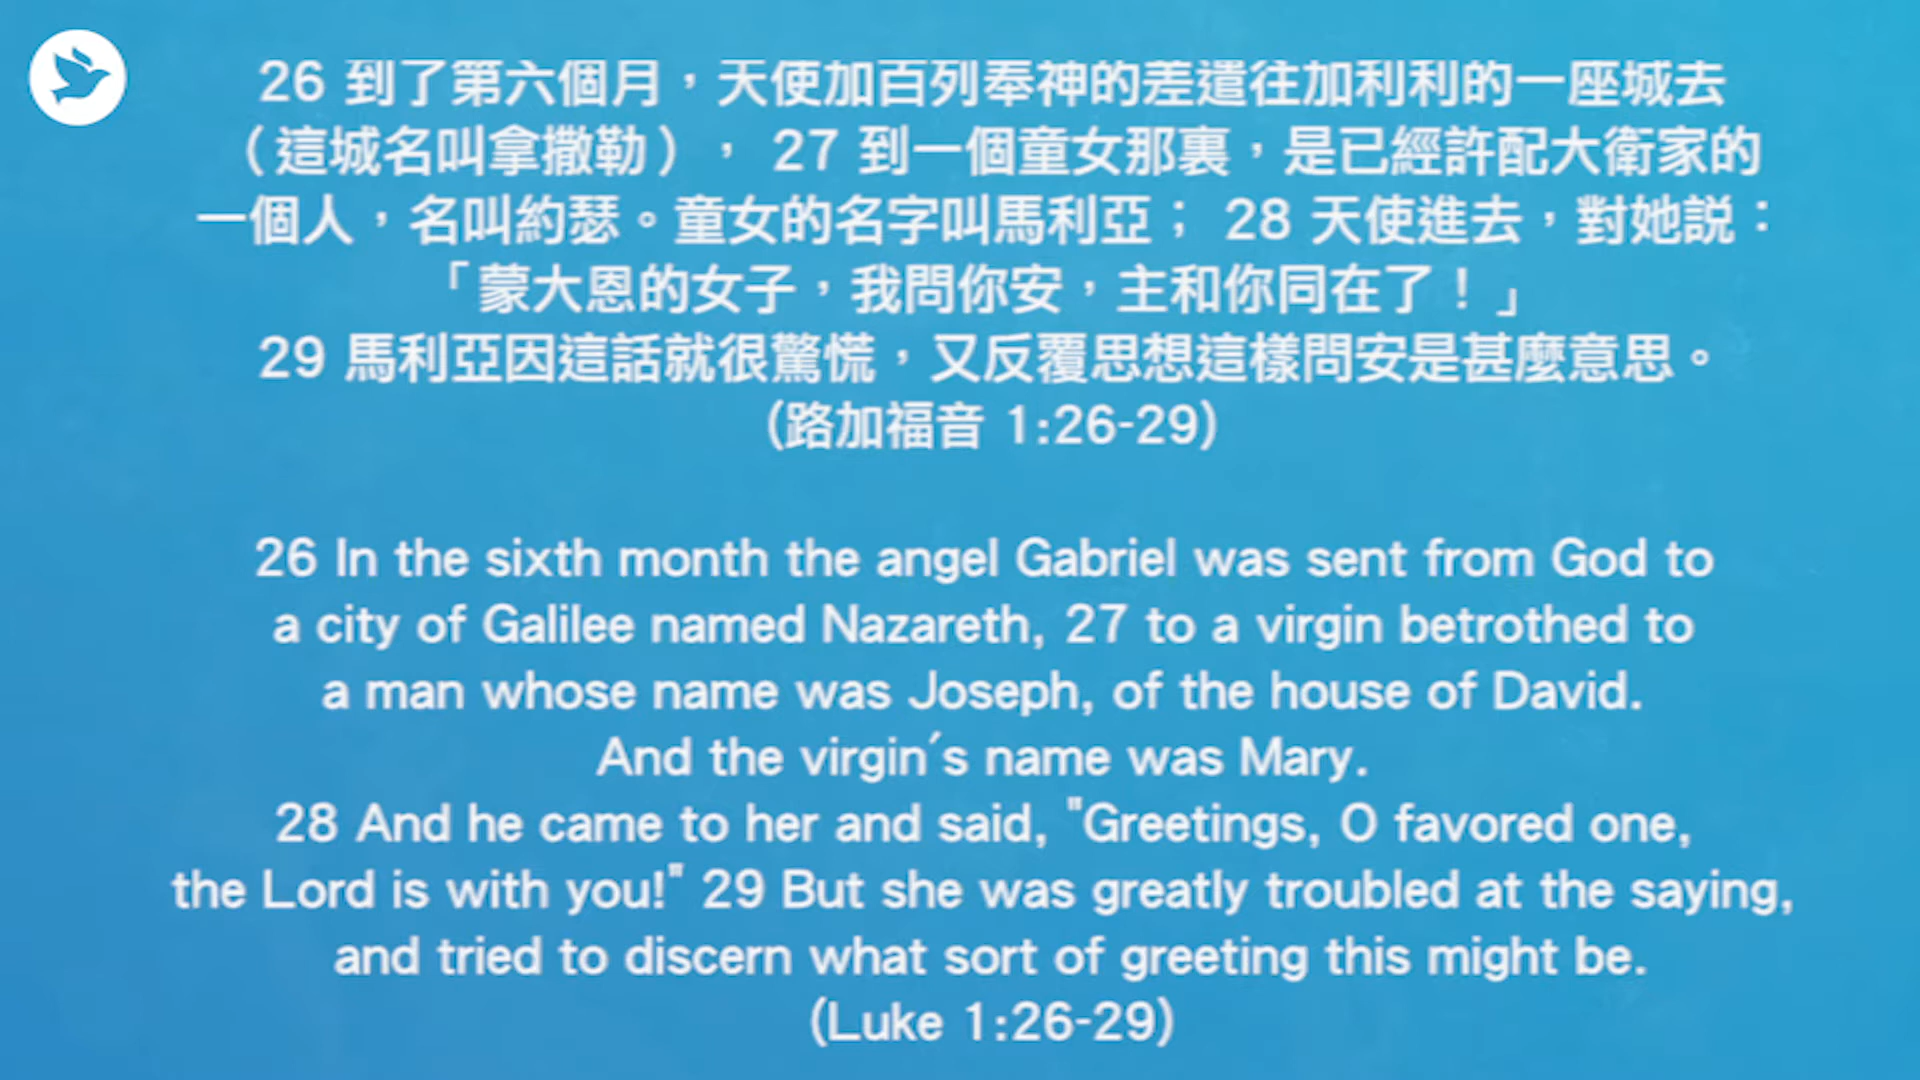 26 到了第六個月，天使加百列奉神的差遣往加利利的一座城去
（這城名叫拿撒勒）， 27 到一個童女那裏，是已經許配大衛家的
一個人，名叫約瑟。童女的名字叫馬利亞； 28 天使進去，對她説：
「蒙大恩的女子，我問你安，主和你同在了！」
29 馬利亞因這話就很驚慌，又反覆思想這樣問安是甚麼意思。
(路加福音 1:26-29)
26 In the sixth month the angel Gabriel was sent from God to
a city of Galilee named Nazareth, 27 to a virgin betrothed to
a man whose name was Joseph, of the house of David.
And the virgin′s name was Mary.
28 And he came to her and said, "Greetings, O favored one,
the Lord is with you!" 29 But she was greatly troubled at the saying,
and tried to discern what sort of greeting this might be.
(Luke 1:26-29)